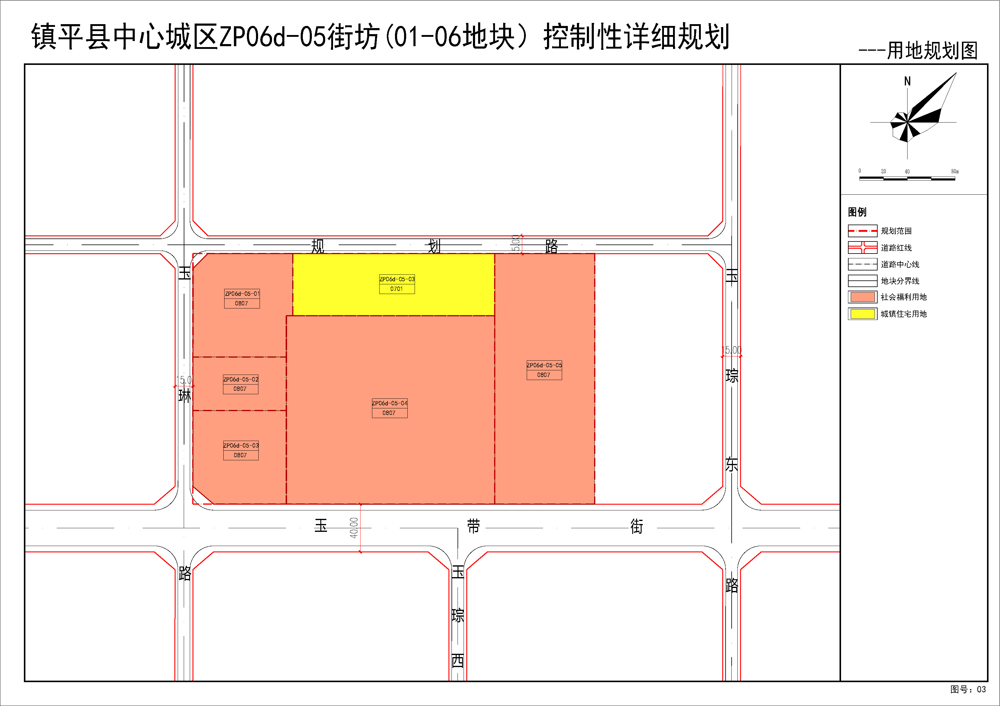 镇平县中心城区ZP06d-05街坊(01-06地块）控制性详细规划
---用地规划图
N
0 20 40 80m
图例
规划范围
道路红线
道路中心线
地块分界线
社会福利用地
城镇住宅用地
规划路
15.00
ZP06d-05-01
0807
ZP06d-05-03
0701
ZP06d-05-02
0807
ZP06d-05-03
0807
ZP06d-05-04
0807
ZP06d-05-05
0807
玉琳路
15.0
玉琮东路
15.00
玉带街
40.00
玉琮西
图号：03